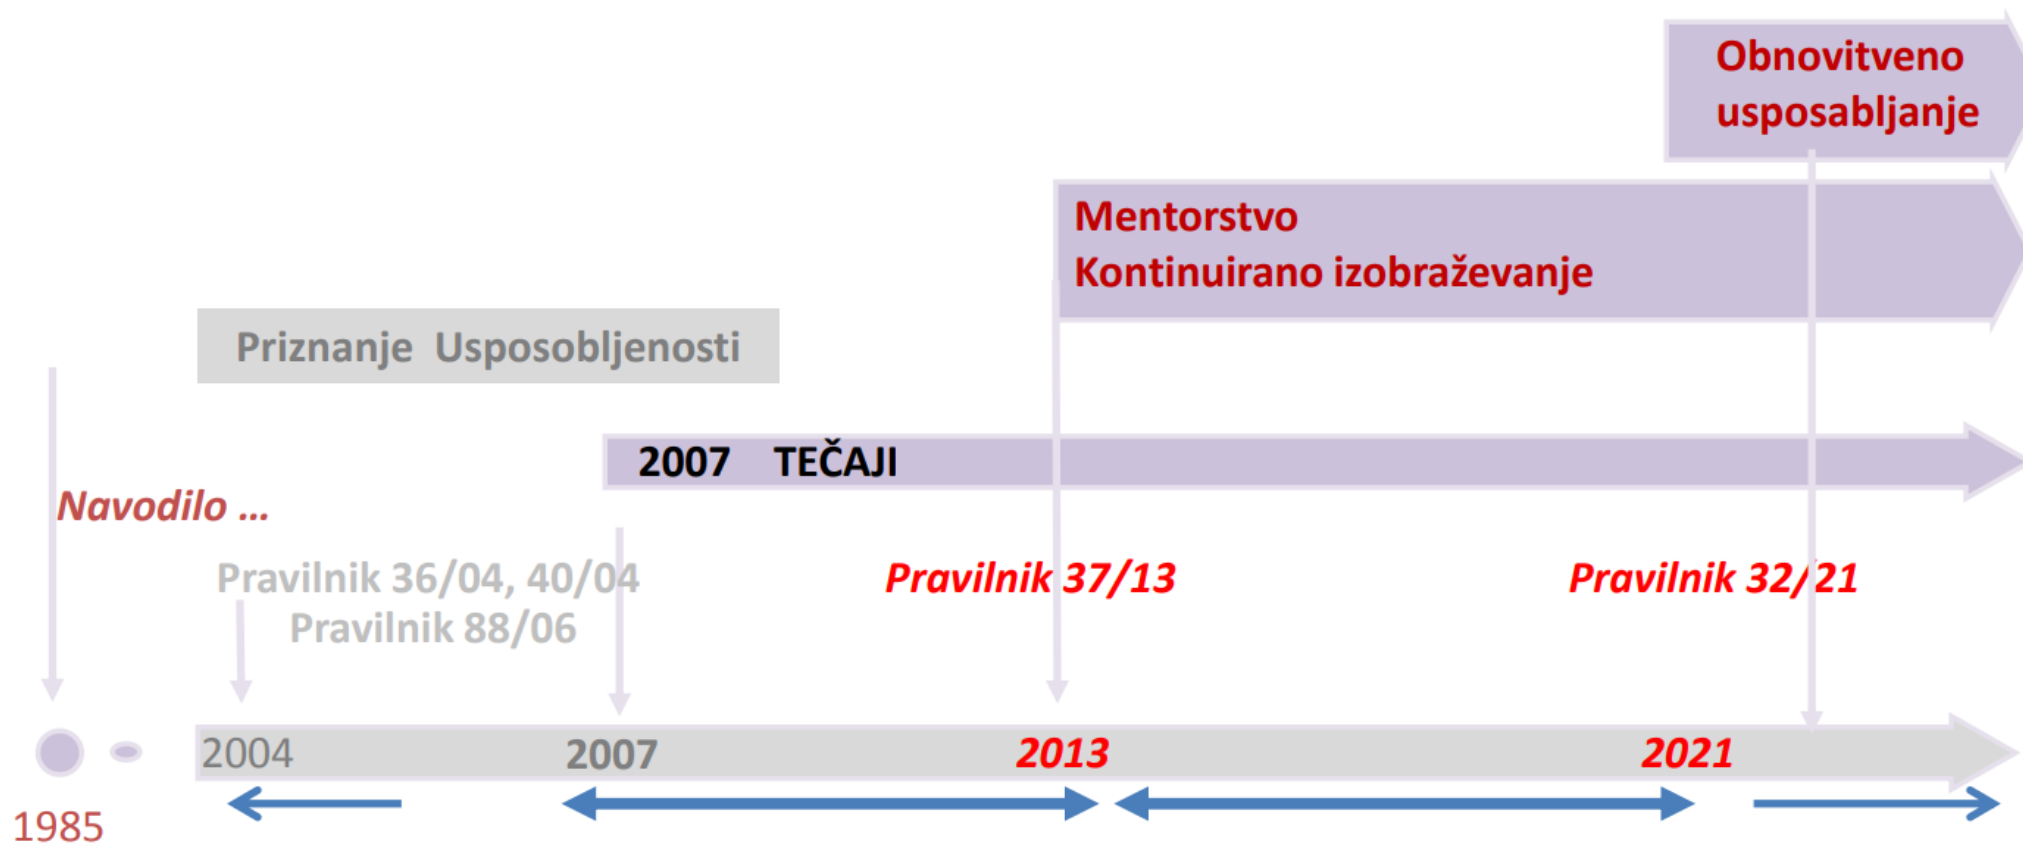 Obnovitveno
usposabljanje
Mentorstvo
Kontinuirano izobraževanje
Priznanje Usposobljenosti
2007 TEČAJI
Navodilo ...
Pravilnik 36/04, 40/04
Pravilnik 88/06
Pravilnik 37/13
Pravilnik 32/21
2004
2007
2013
2021
1985